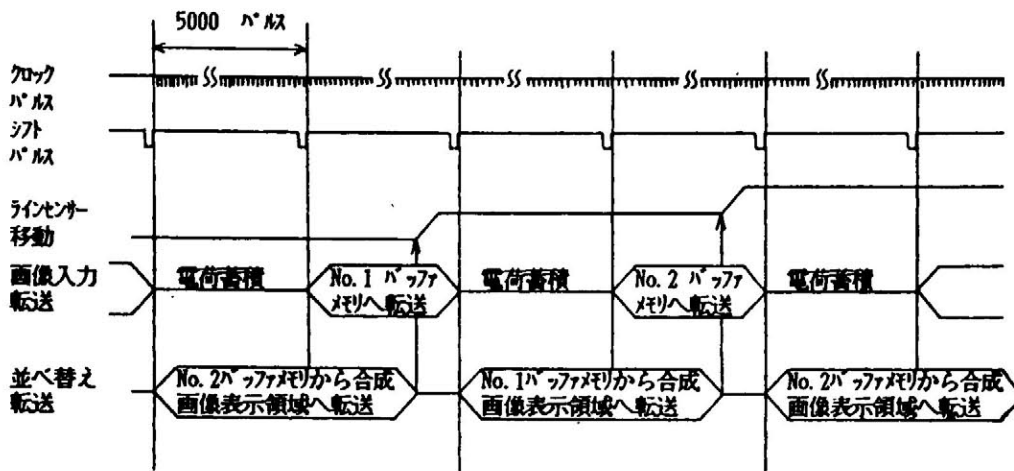 5000 パルス
クロック
パルス
シフト
パルス
ラインセンサー
移動
画像入力
転送
電荷蓄積
No. 1 バッファ
メモリへ転送
電荷蓄積
No. 2 バッファ
メモリへ転送
電荷蓄積
並べ替え
転送
No. 2バッファメモリから合成
画像表示領域へ転送
No. 1バッファメモリから合成
画像表示領域へ転送
No. 2バッファメモリから合成
画像表示領域へ転送